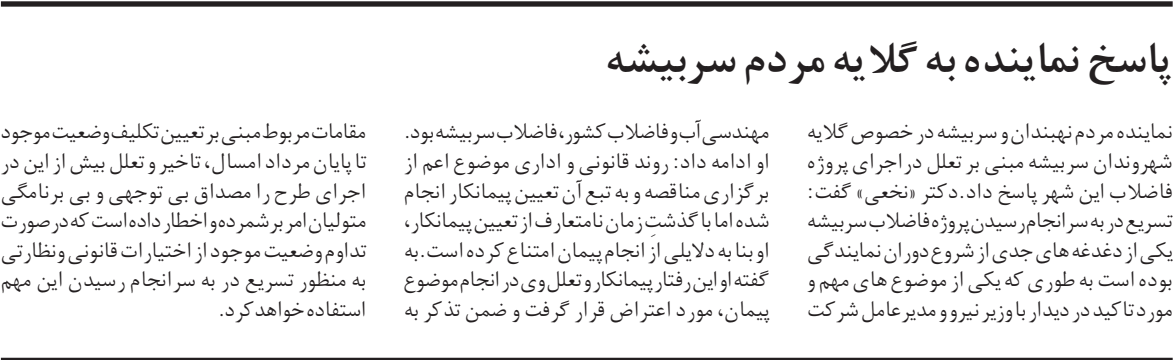 پاسخ نماینده به گلایه مردم سربیشه
نماینده مردم نهبندان و سربیشه در خصوص گلایه
شهروندان سربیشه مبنی بر تعلل در اجرای پروژه
فاضلاب این شهر پاسخ داد. دکتر «نخعی» گفت:
تسریع در به سر انجام رسیدن پروژه فاضلاب سربیشه
یکی از دغدغه های جدی از شروع دوران نمایندگی
بوده است به طوری که یکی از موضوع های مهم و
مورد تاکید در دیدار با وزیر نیرو و مدیر عامل شرکت
مهندسی آب و فاضلاب کشور، فاضلاب سربیشه بود.
او ادامه داد: روند قانونی و اداری موضوع اعم از
برگزاری مناقصه و به تبع آن تعیین پیمانکار انجام
شده اما با گذشتِ زمان نامتعارف از تعیین پیمانکار،
او بنا به دلایلی از انجام پیمان امتناع کرده است. به
گفته او این رفتار پیمانکار و تعلل وی در انجام موضوع
پیمان، مورد اعتراض قرار گرفت و ضمن تذکر به
مقامات مربوط مبنی بر تعیین تکلیف وضعیت موجود
تا پایان مرداد امسال، تاخیر و تعلل بیش از این در
اجرای طرح را مصداق بی توجهی و بی برنامگی
متولیان امر بر شمرده و اخطار داده است که در صورت
تداوم وضعیت موجود از اختیارات قانونی و نظارتی
به منظور تسریع در به سر انجام رسیدن این مهم
استفاده خواهد کرد.